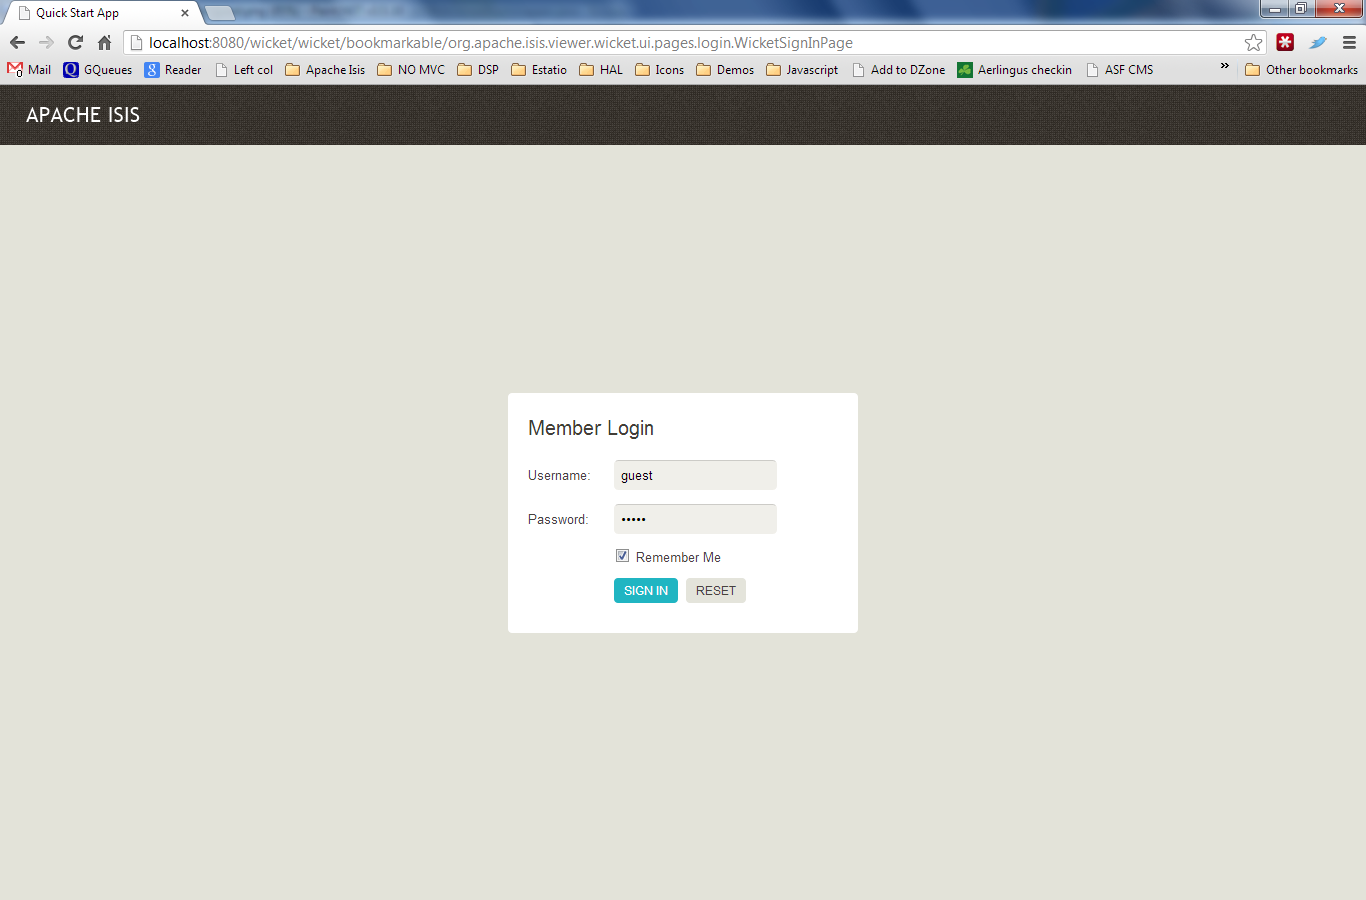 Quick Start App
localhost:8080/wicket/wicket/bookmarkable/org.apache.isis.viewer.wicket.ui.pages.login.WicketSignInPage
Mail GQueues Reader Left col Apache Isis NO MVC DSP Estatio HAL Icons Demos Javascript Add to DZone Aerlingus checkin ASF CMS » Other bookmarks
APACHE ISIS
Member Login
Username: guest
Password: •••••
Remember Me
SIGN IN RESET